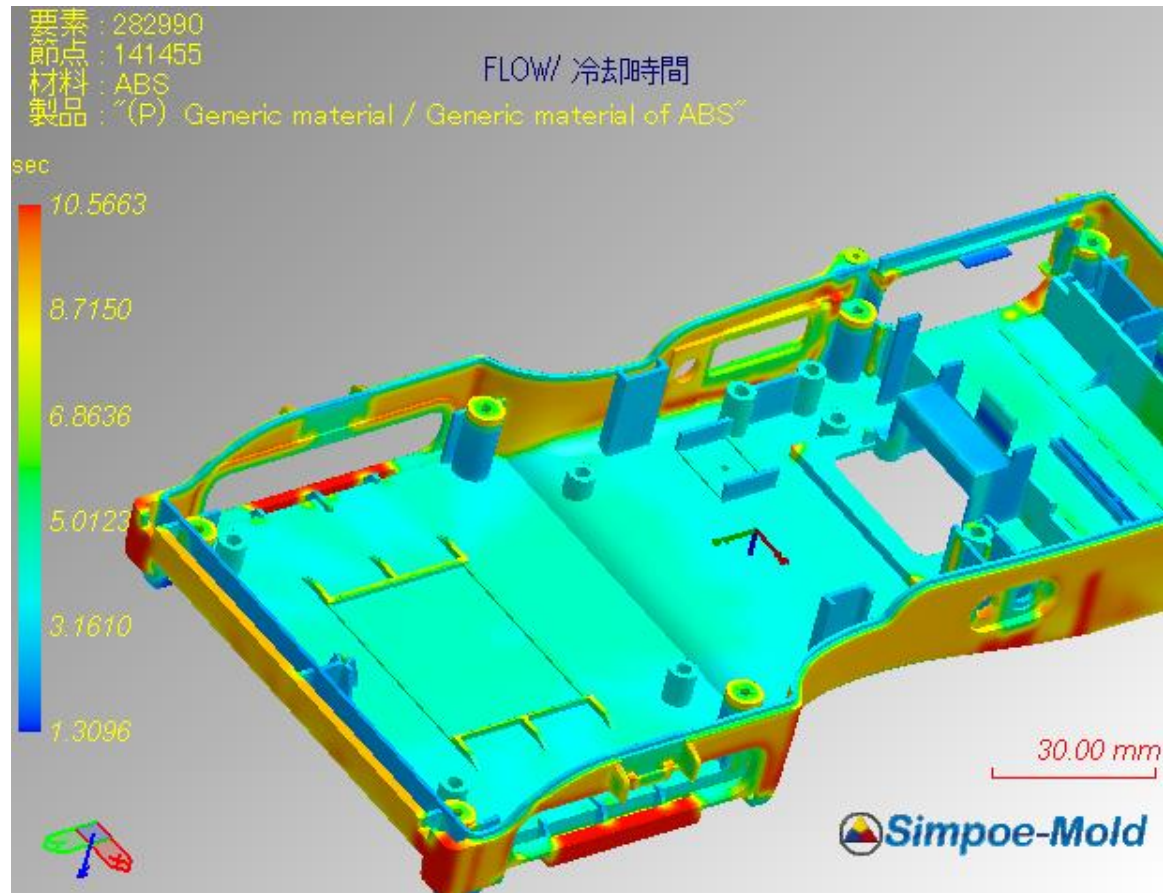 要素 : 282990
節点 : 141455
材料 : ABS
製品 : "(P) Generic material / Generic material of ABS"
FLOW/ 冷却時間
sec
10.5663
8.7150
6.8636
5.0123
3.1610
1.3096
30.00 mm
Simpoe-Mold